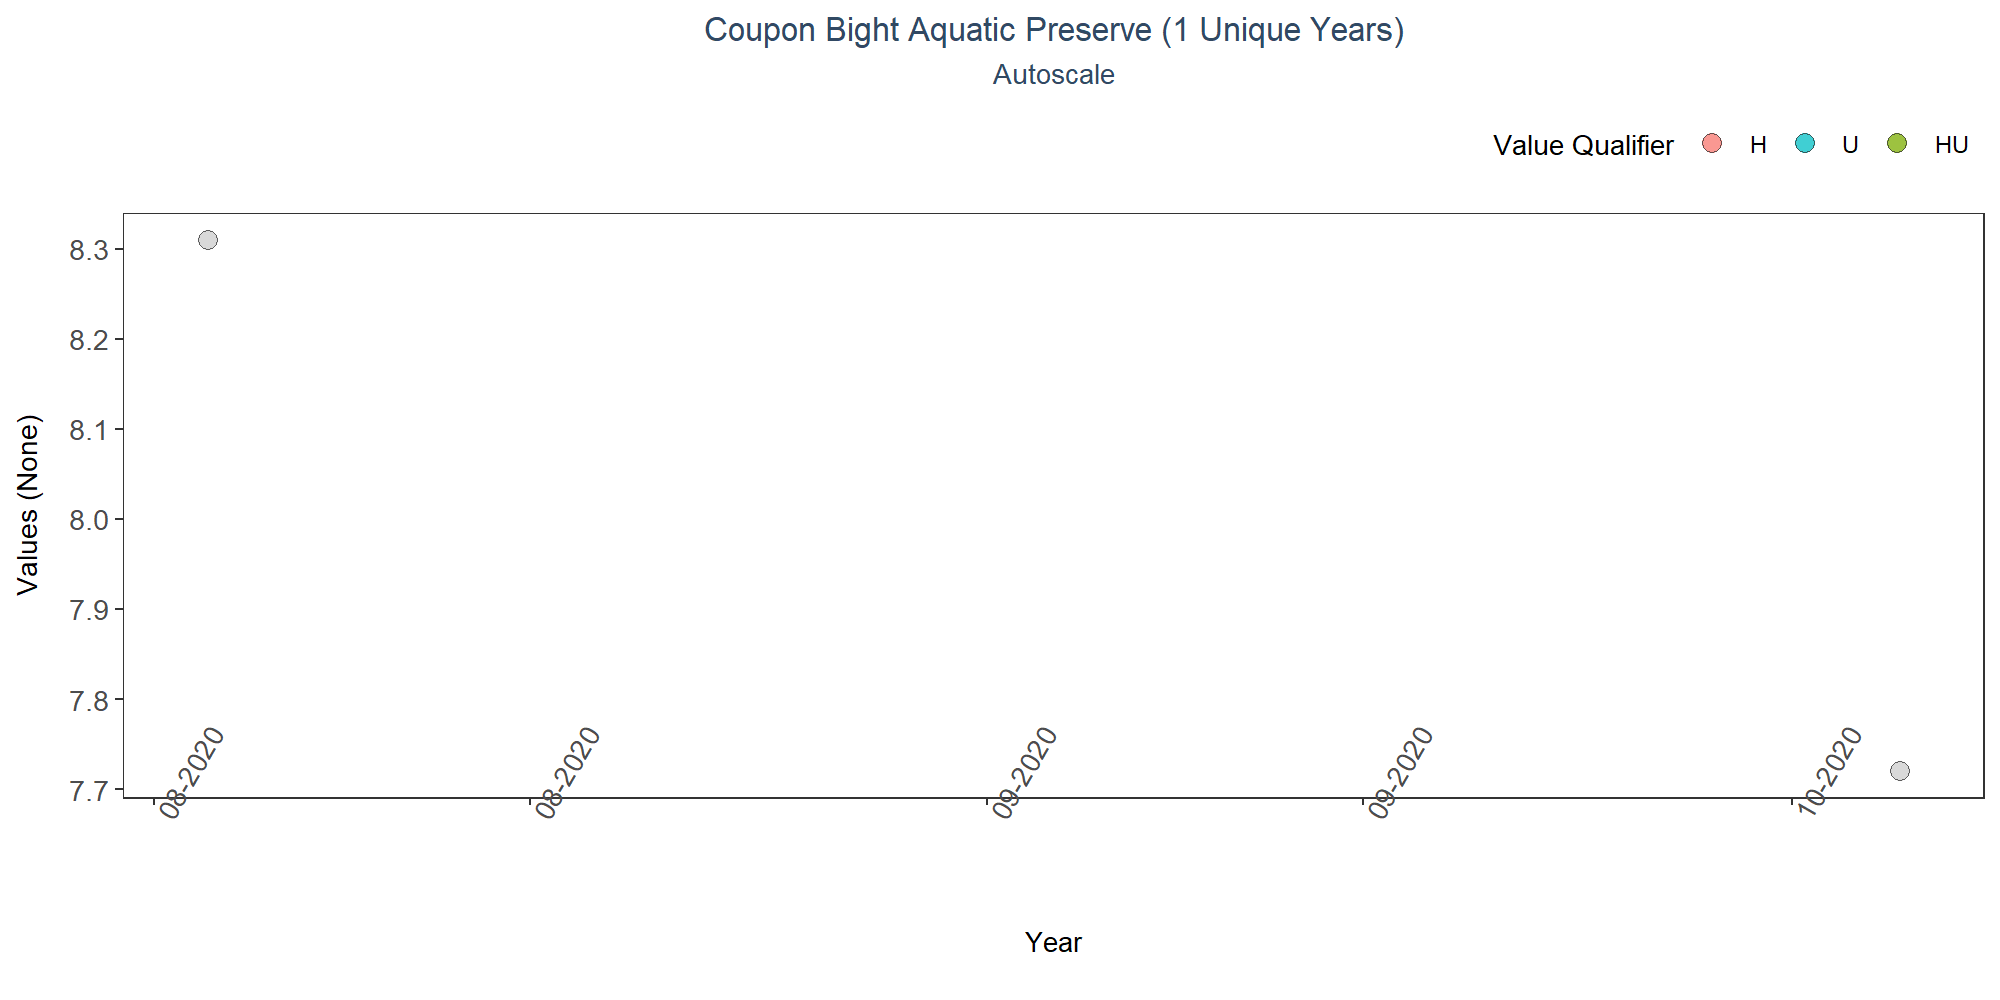 Coupon Bight Aquatic Preserve (1 Unique Years)
Autoscale
Value Qualifier H U HU
Values (None)
8.3
8.2
8.1
8.0
7.9
7.8
7.7
08-2020 08-2020 09-2020 09-2020 10-2020
Year